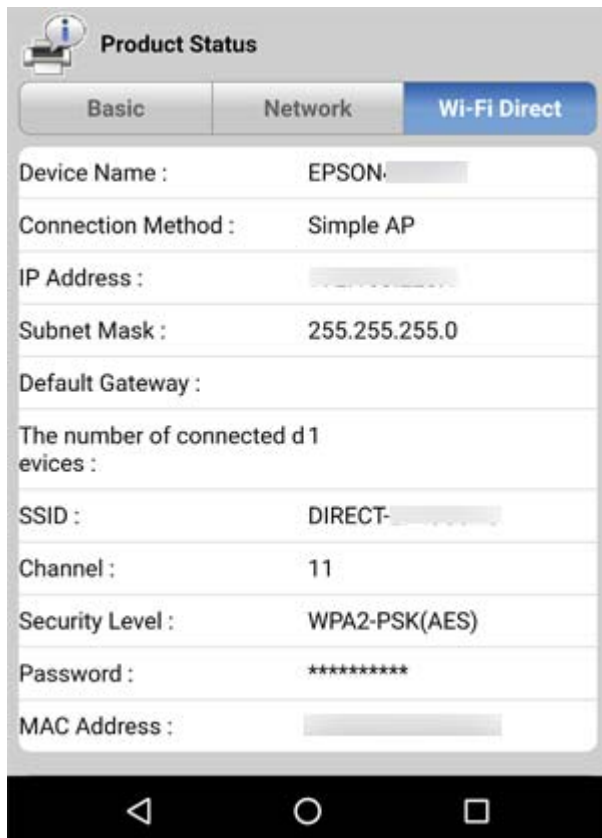 Product Status
Basic Network Wi-Fi Direct
Device Name : EPSON
Connection Method : Simple AP
IP Address :
Subnet Mask : 255.255.255.0
Default Gateway :
The number of connected d 1
evices :
SSID : DIRECT-
Channel : 11
Security Level : WPA2-PSK(AES)
Password : **********
MAC Address :